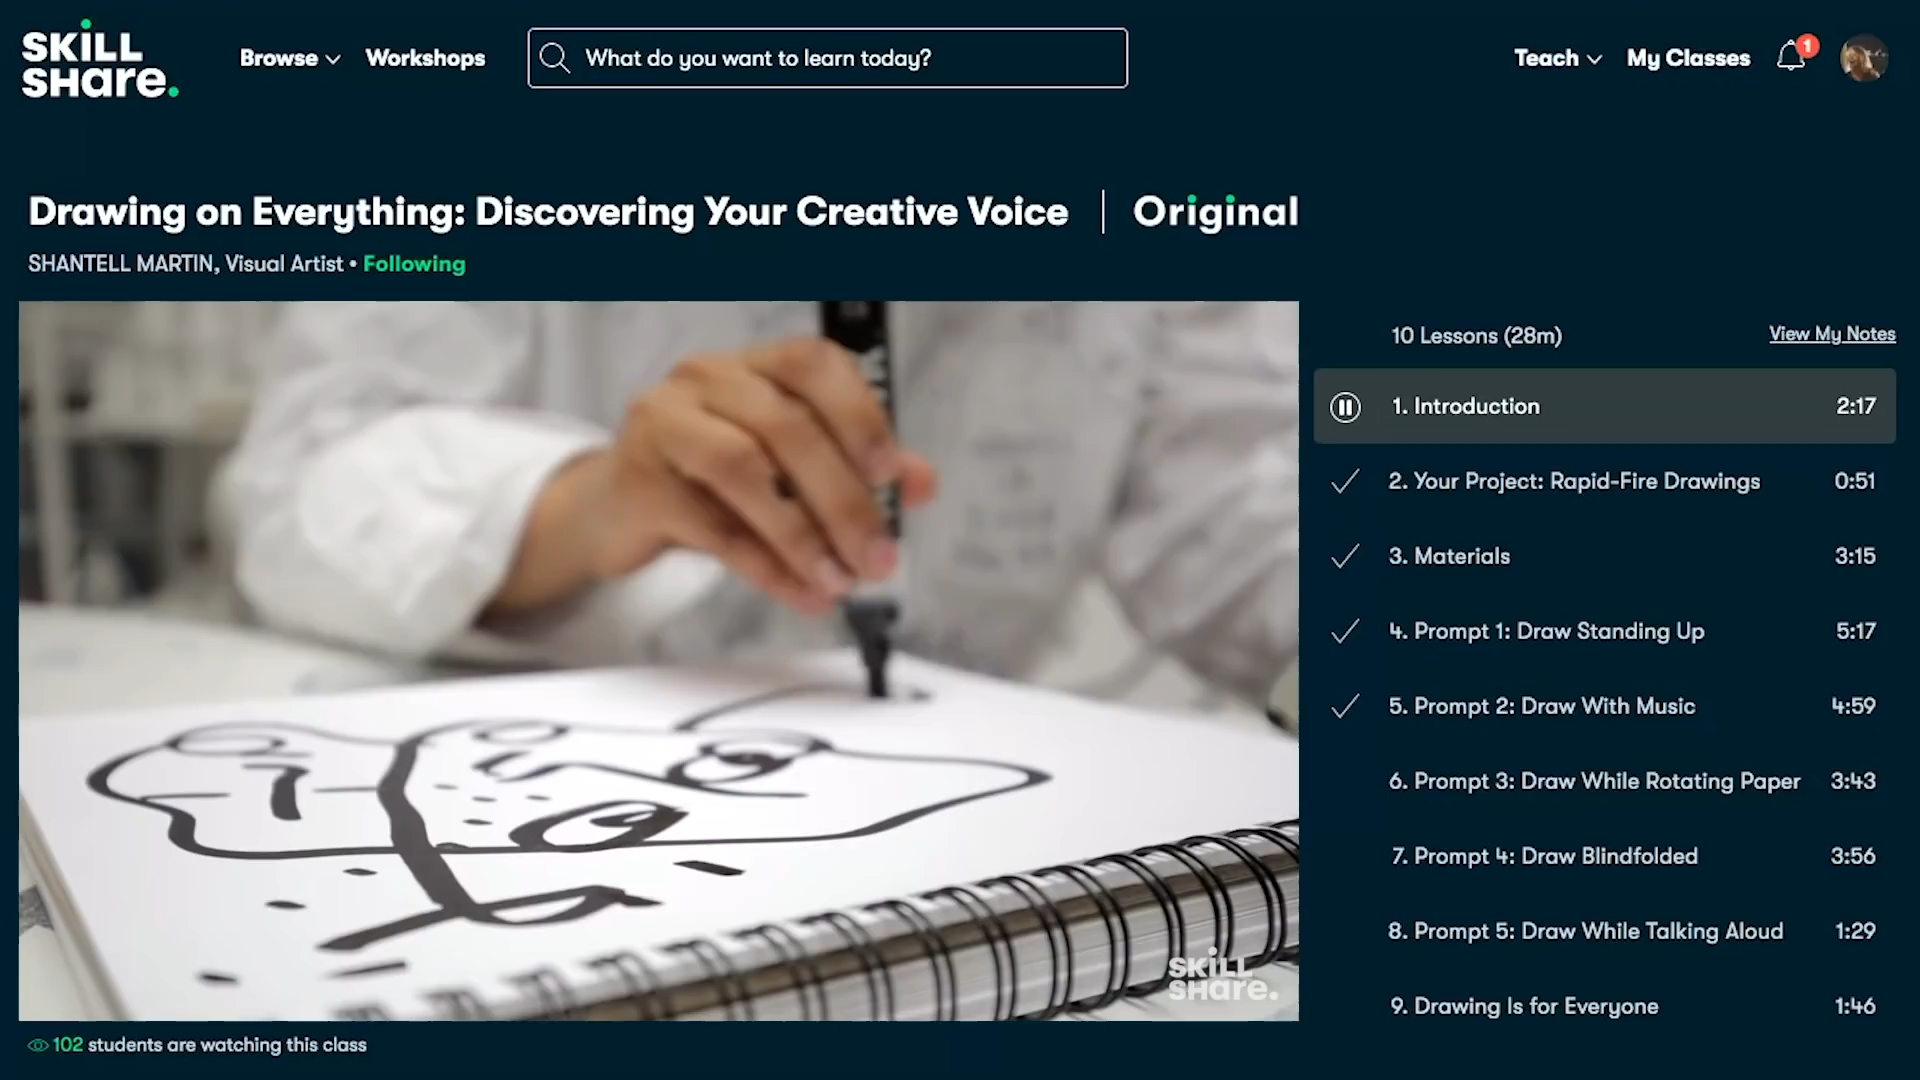 SKILL
SHare.
Browse
Workshops
What do you want to learn today?
Teach
My Classes
1
Drawing on Everything: Discovering Your Creative Voice | Original
SHANTELL MARTIN, Visual Artist • Following
10 Lessons (28m)
View My Notes
1. Introduction 2:17
2. Your Project: Rapid-Fire Drawings 0:51
3. Materials 3:15
4. Prompt 1: Draw Standing Up 5:17
5. Prompt 2: Draw With Music 4:59
6. Prompt 3: Draw While Rotating Paper 3:43
7. Prompt 4: Draw Blindfolded 3:56
8. Prompt 5: Draw While Talking Aloud 1:29
9. Drawing Is for Everyone 1:46
SKILL
SHare.
102 students are watching this class